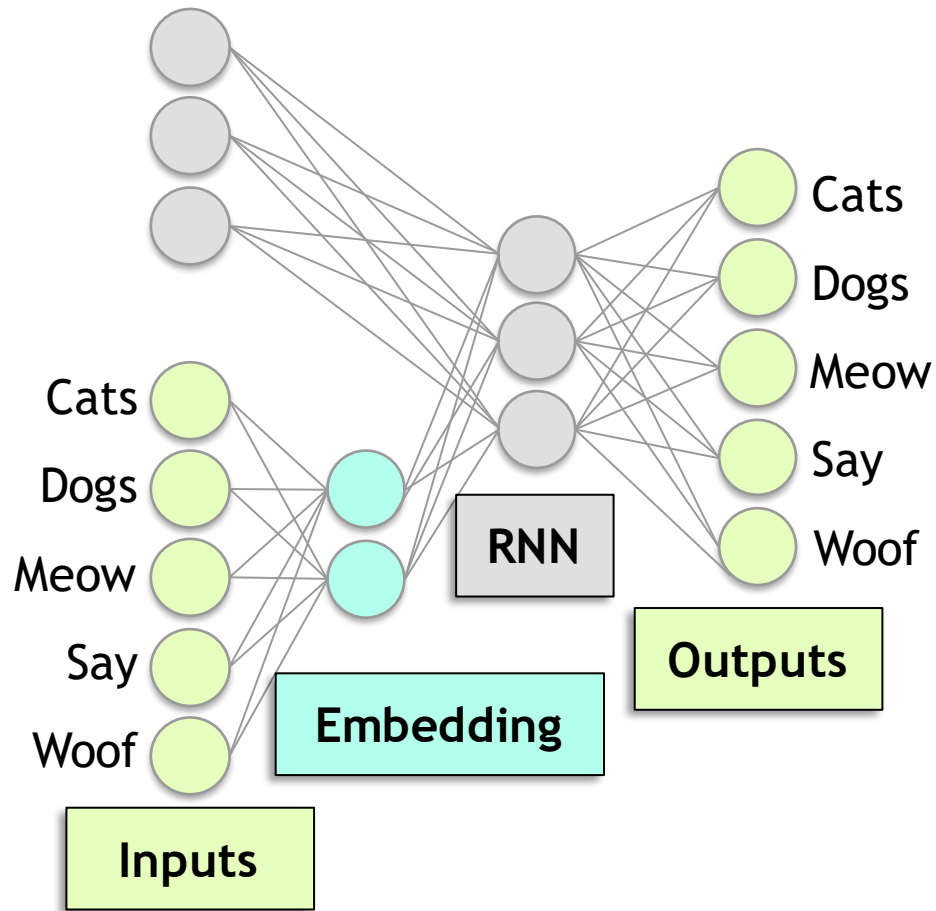 Cats
Dogs
Meow
Say
Woof
Inputs
Embedding
RNN
Cats
Dogs
Meow
Say
Woof
Outputs